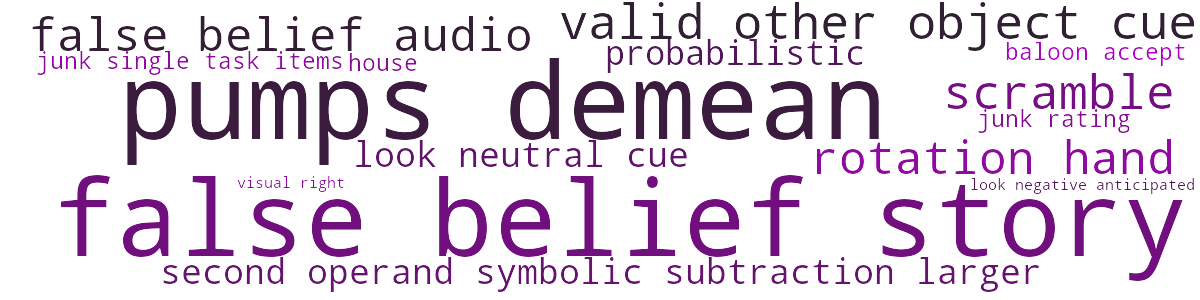 false belief audio
valid other object cue
junk single task items
house
probabilistic
baloon accept
pumps demean
scramble
junk rating
look neutral cue
rotation hand
visual right
look negative anticipated
false belief story
second operand symbolic subtraction larger